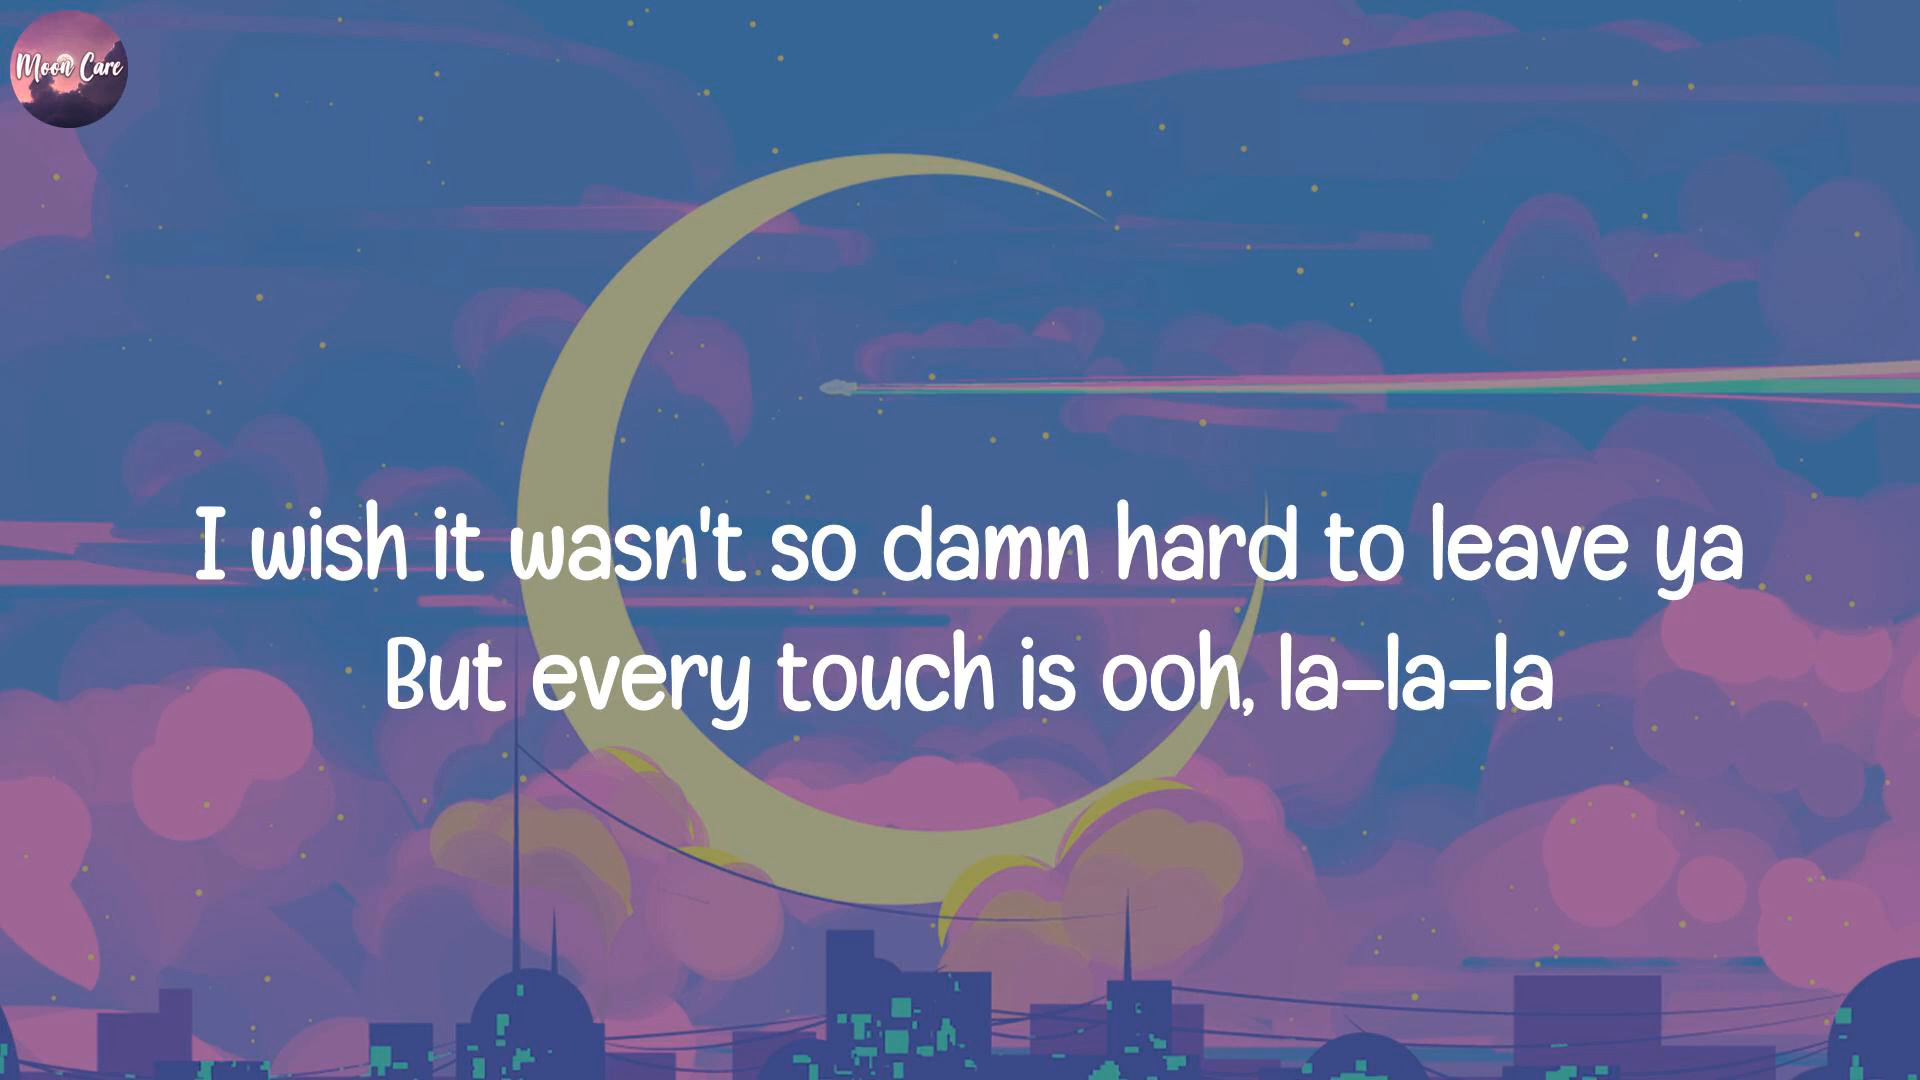 Moon Care
I wish it wasn't so damn hard to leave ya
But every touch is ooh, la-la-la